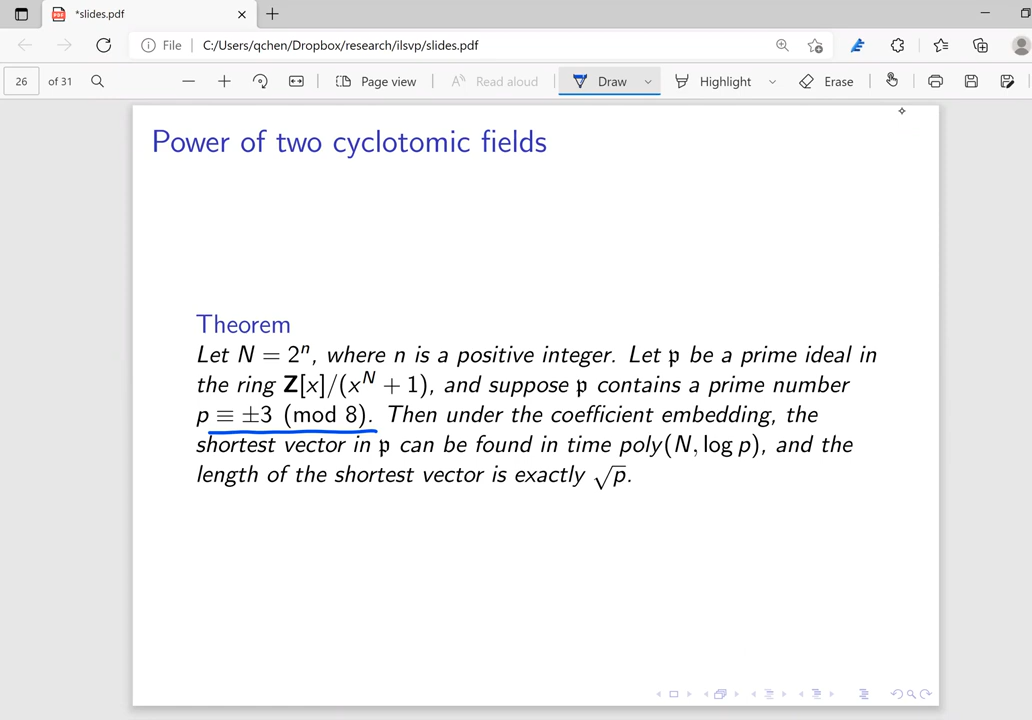 *slides.pdf
File C:/Users/qchen/Dropbox/research/ilsvp/slides.pdf
26 of 31 Page view Read aloud Draw Highlight Erase
Power of two cyclotomic fields
Theorem
Let N = 2ⁿ, where n is a positive integer. Let 𝔭 be a prime ideal in
the ring Z[x]/(xᴺ + 1), and suppose 𝔭 contains a prime number
p ≡ ±3 (mod 8). Then under the coefficient embedding, the
shortest vector in 𝔭 can be found in time poly(N, log p), and the
length of the shortest vector is exactly √p.